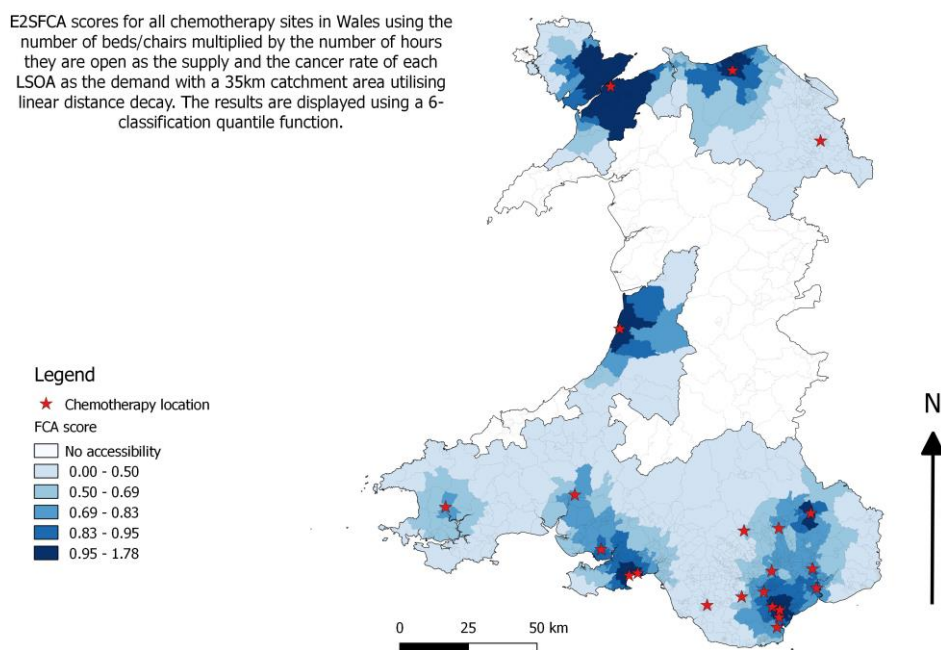 E2SFCA scores for all chemotherapy sites in Wales using the
number of beds/chairs multiplied by the number of hours
they are open as the supply and the cancer rate of each
LSOA as the demand with a 35km catchment area utilising
linear distance decay. The results are displayed using a 6-
classification quantile function.
Legend
Chemotherapy location
FCA score
No accessibility
0.00 - 0.50
0.50 - 0.69
0.69 - 0.83
0.83 - 0.95
0.95 - 1.78
N
0 25 50 km